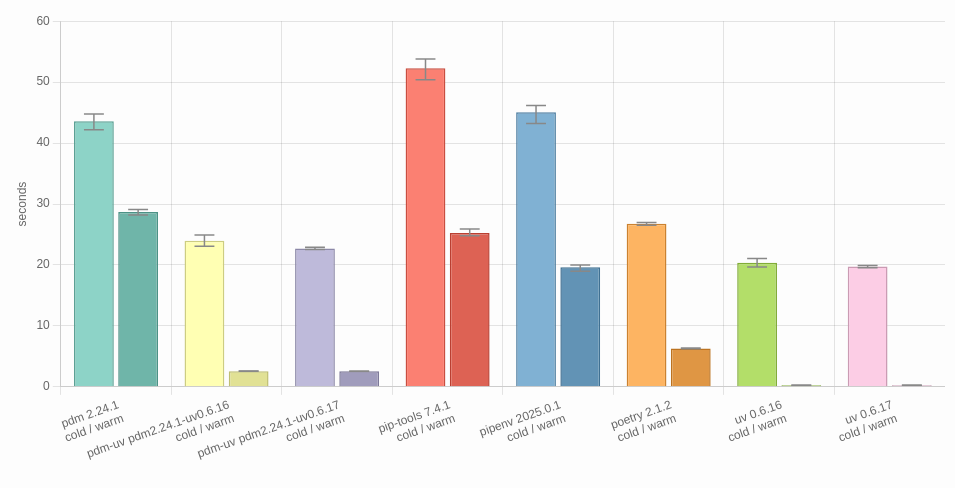 60
50
40
30
20
10
0
seconds
pdm 2.24.1
cold / warm
pdm-uv pdm2.24.1-uv0.6.16
cold / warm
pdm-uv pdm2.24.1-uv0.6.17
cold / warm
pip-tools 7.4.1
cold / warm
pipenv 2025.0.1
cold / warm
poetry 2.1.2
cold / warm
uv 0.6.16
cold / warm
uv 0.6.17
cold / warm